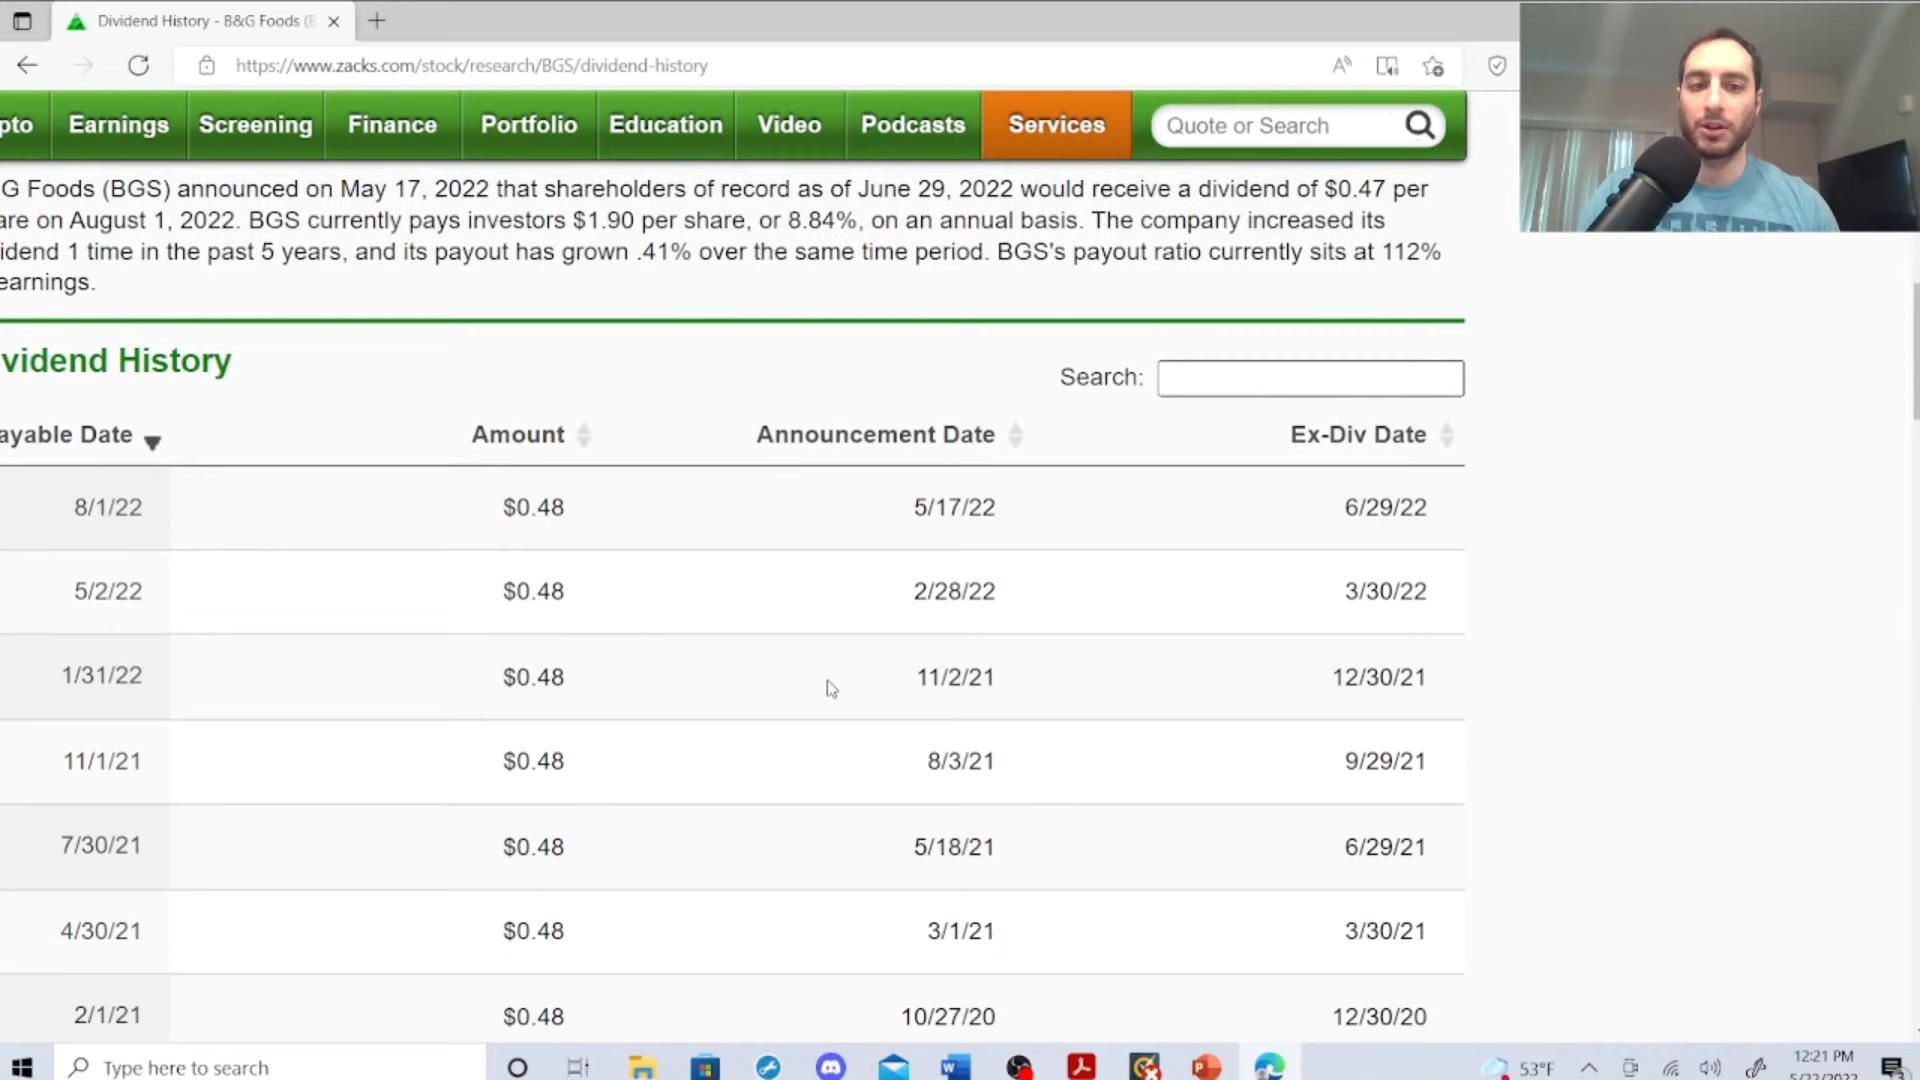 Dividend History - B&G Foods (B
https://www.zacks.com/stock/research/BGS/dividend-history
pto Earnings Screening Finance Portfolio Education Video Podcasts Services Quote or Search
G Foods (BGS) announced on May 17, 2022 that shareholders of record as of June 29, 2022 would receive a dividend of $0.47 per
are on August 1, 2022. BGS currently pays investors $1.90 per share, or 8.84%, on an annual basis. The company increased its
idend 1 time in the past 5 years, and its payout has grown .41% over the same time period. BGS's payout ratio currently sits at 112%
earnings.
vidend History
Search:
ayable Date Amount Announcement Date Ex-Div Date
8/1/22 $0.48 5/17/22 6/29/22
5/2/22 $0.48 2/28/22 3/30/22
1/31/22 $0.48 11/2/21 12/30/21
11/1/21 $0.48 8/3/21 9/29/21
7/30/21 $0.48 5/18/21 6/29/21
4/30/21 $0.48 3/1/21 3/30/21
2/1/21 $0.48 10/27/20 12/30/20
Type here to search
53°F
12:21 PM